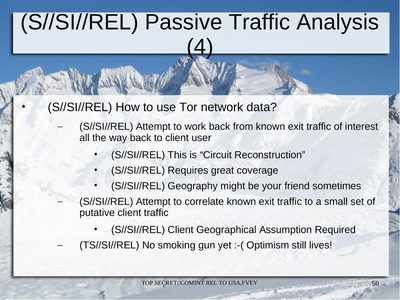 (S//SI//REL) Passive Traffic Analysis
(4)
• (S//SI//REL) How to use Tor network data?
– (S//SI//REL) Attempt to work back from known exit traffic of interest
all the way back to client user
• (S//SI//REL) This is “Circuit Reconstruction”
• (S//SI//REL) Requires great coverage
• (S//SI//REL) Geography might be your friend sometimes
– (S//SI//REL) Attempt to correlate known exit traffic to a small set of
putative client traffic
• (S//SI//REL) Client Geographical Assumption Required
– (TS//SI//REL) No smoking gun yet :-( Optimism still lives!
TOP SECRET//COMINT REL TO USA,FVEY
50